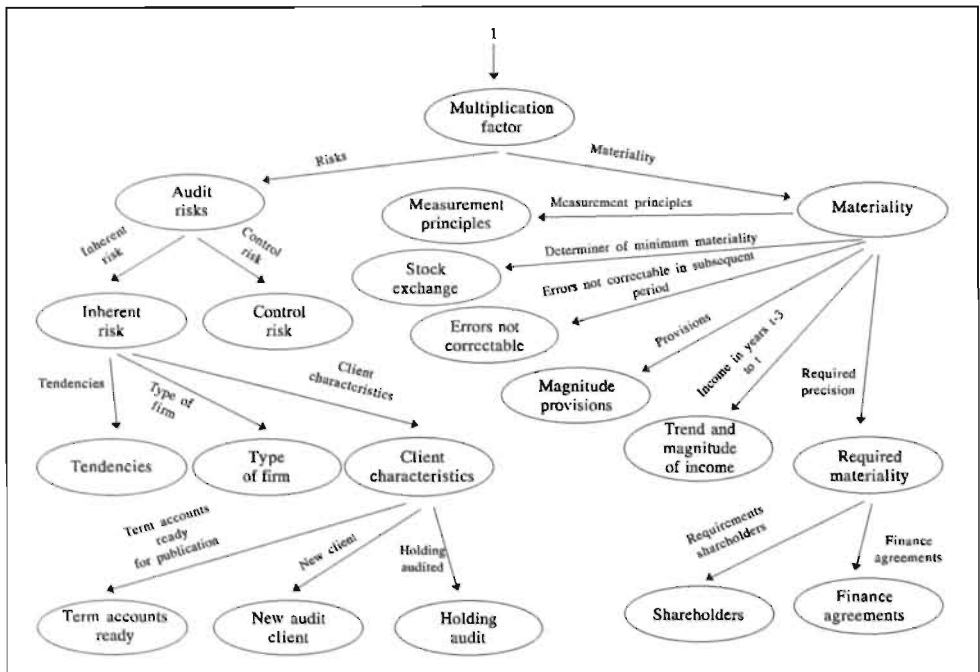 1
Multiplication
factor
Risks
Materiality
Audit
risks
Measurement
principles
Measurement principles
Materiality
Inherent
risk
Control
risk
Determiner of minimum materiality
Stock
exchange
Errors not correctable in subsequent
period
Inherent
risk
Control
risk
Errors not
correctable
Provisions
Income in years t-3
to t
Required
precision
Tendencies
Type of
firm
Client
characteristics
Magnitude
provisions
Trend and
magnitude
of income
Tendencies
Type
of firm
Client
characteristics
Required
materiality
Term accounts
ready
for publication
New client
Holding
audited
Requirements
shareholders
Finance
agreements
Term accounts
ready
New audit
client
Holding
audit
Shareholders
Finance
agreements